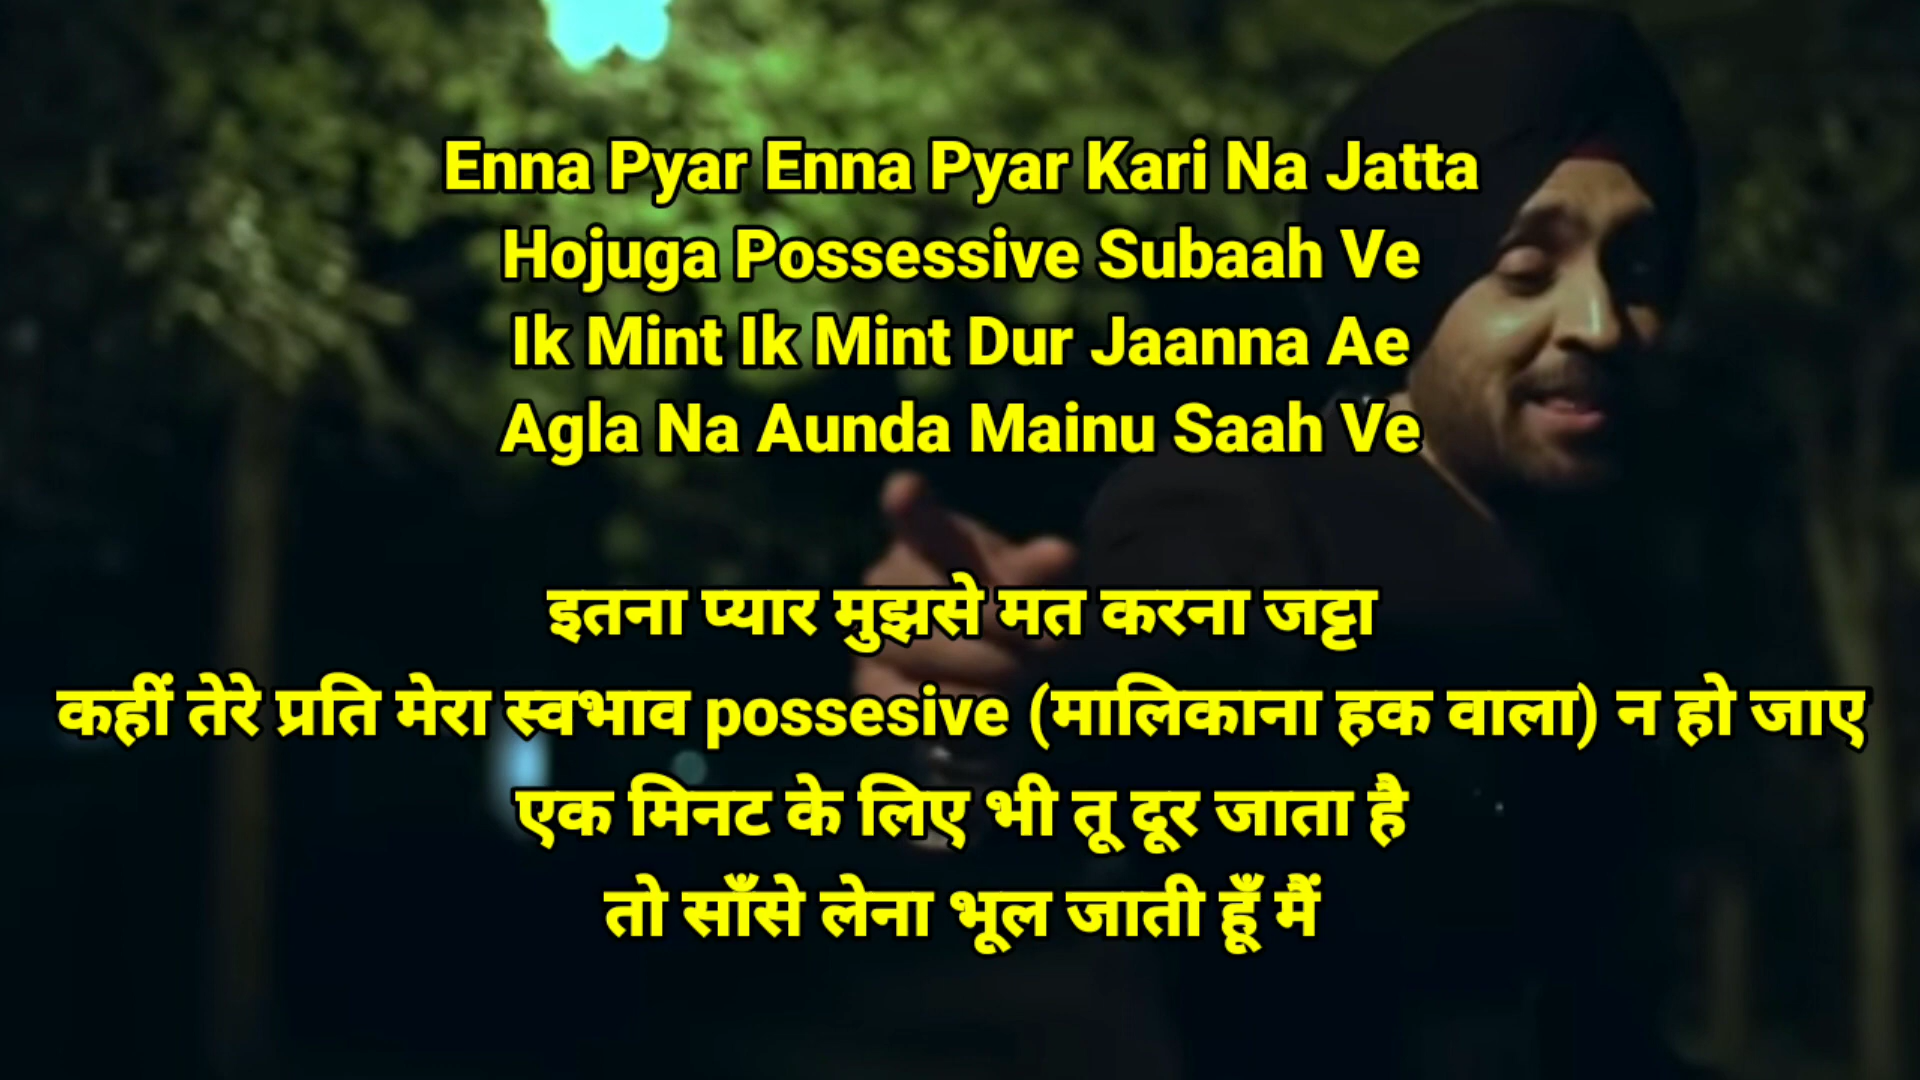 Enna Pyar Enna Pyar Kari Na Jatta
Hojuga Possessive Subaah Ve
Ik Mint Ik Mint Dur Jaanna Ae
Agla Na Aunda Mainu Saah Ve
इतना प्यार मुझसे मत करना जट्टा
कहीं तेरे प्रति मेरा स्वभाव possesive (मालिकाना हक वाला) न हो जाए
एक मिनट के लिए भी तू दूर जाता है
तो साँसे लेना भूल जाती हूँ मैं